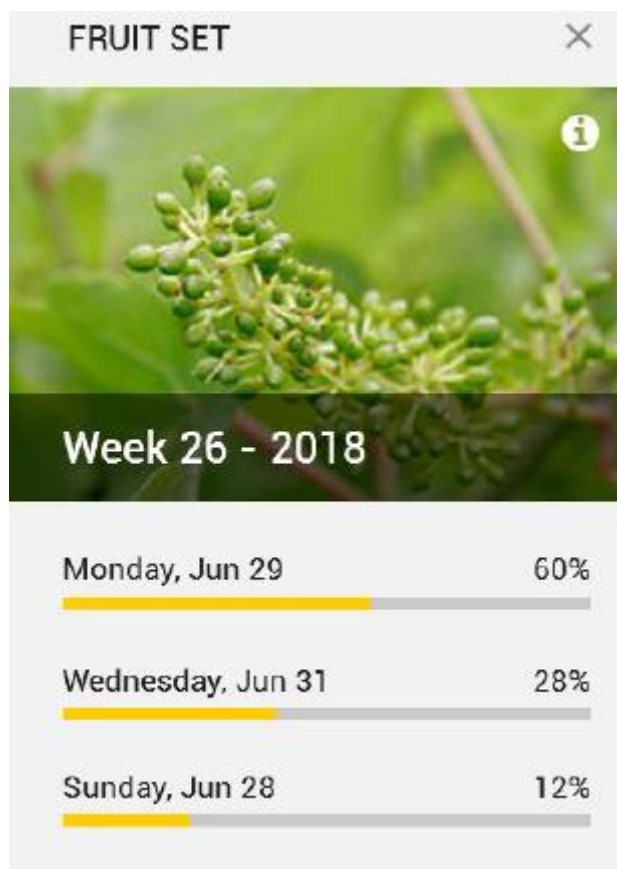 FRUIT SET
Week 26 - 2018
Monday, Jun 29 60%
Wednesday, Jun 31 28%
Sunday, Jun 28 12%